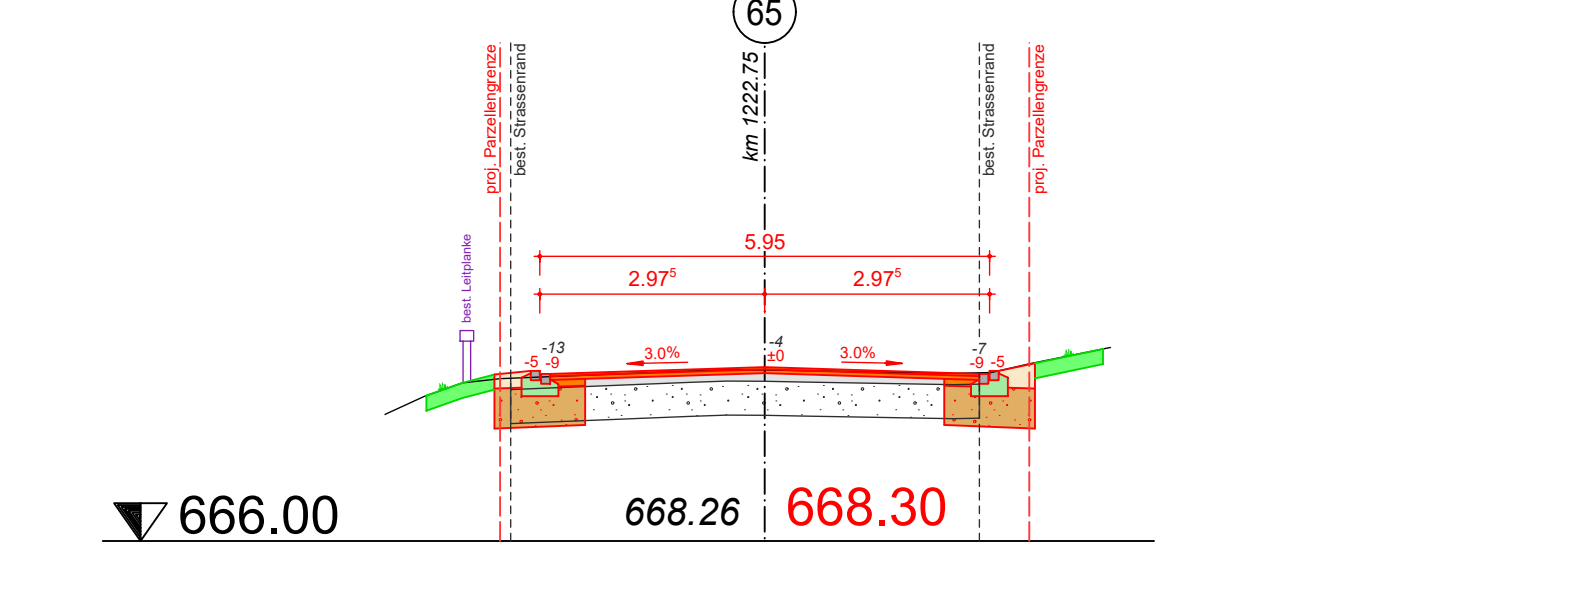 65
km 1222.75
proj. Parzellengrenze
best. Strassenrand
best. Strassenrand
proj. Parzellengrenze
best. Leitplanke
5.95
2.97⁵
2.97⁵
-13
-5 -9
3.0%
-4
±0
3.0%
-7
-9 -5
666.00
668.26
668.30